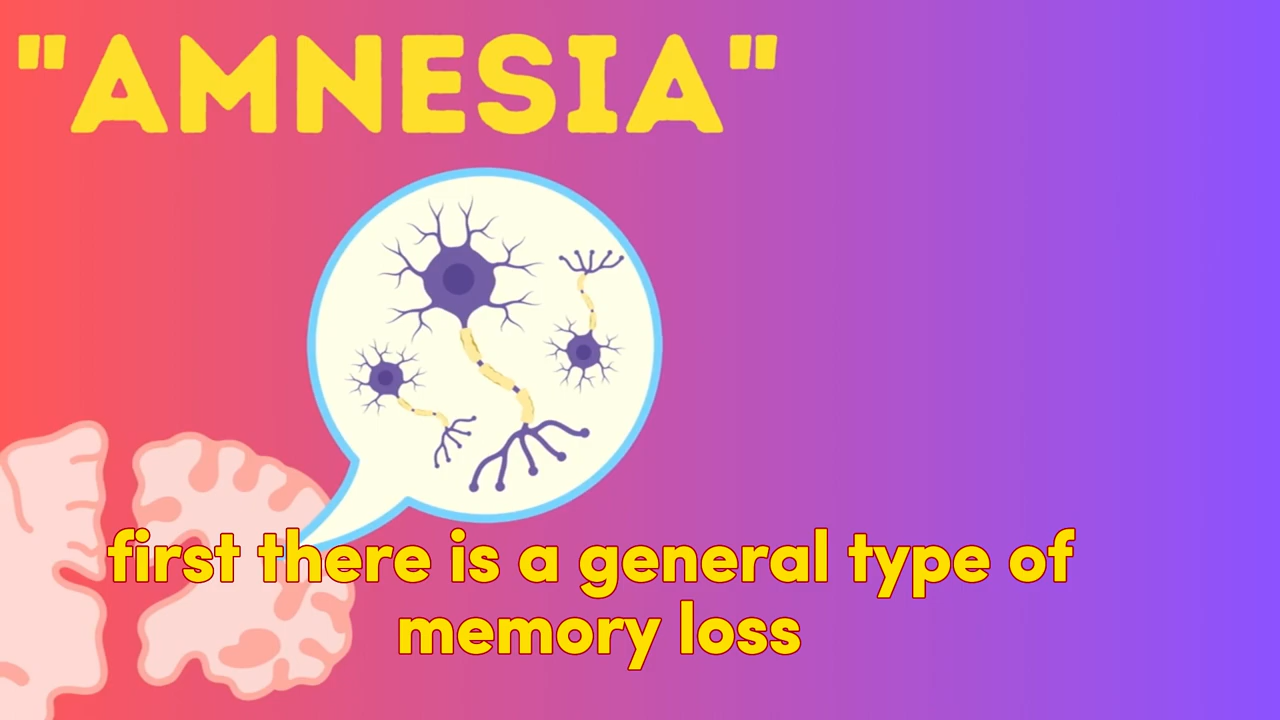 "AMNESIA"
first there is a general type of
memory loss